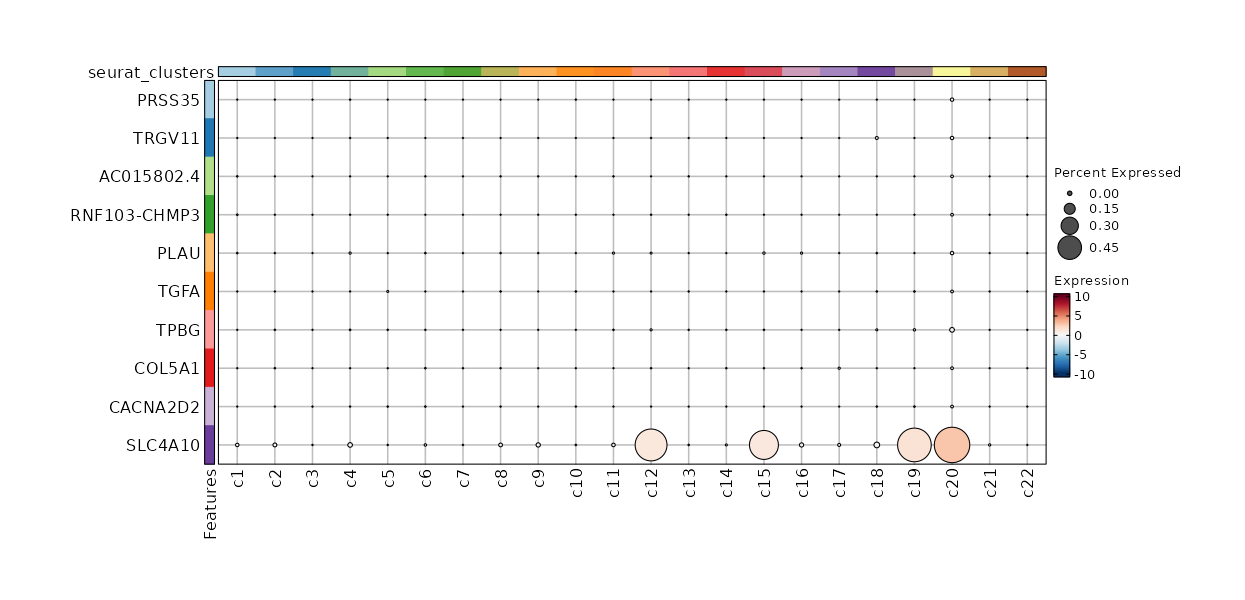 seurat_clusters
PRSS35
TRGV11
AC015802.4
RNF103-CHMP3
PLAU
TGFA
TPBG
COL5A1
CACNA2D2
SLC4A10
Features
c1
c2
c3
c4
c5
c6
c7
c8
c9
c10
c11
c12
c13
c14
c15
c16
c17
c18
c19
c20
c21
c22
Percent Expressed
0.00
0.15
0.30
0.45
Expression
10
5
0
-5
-10